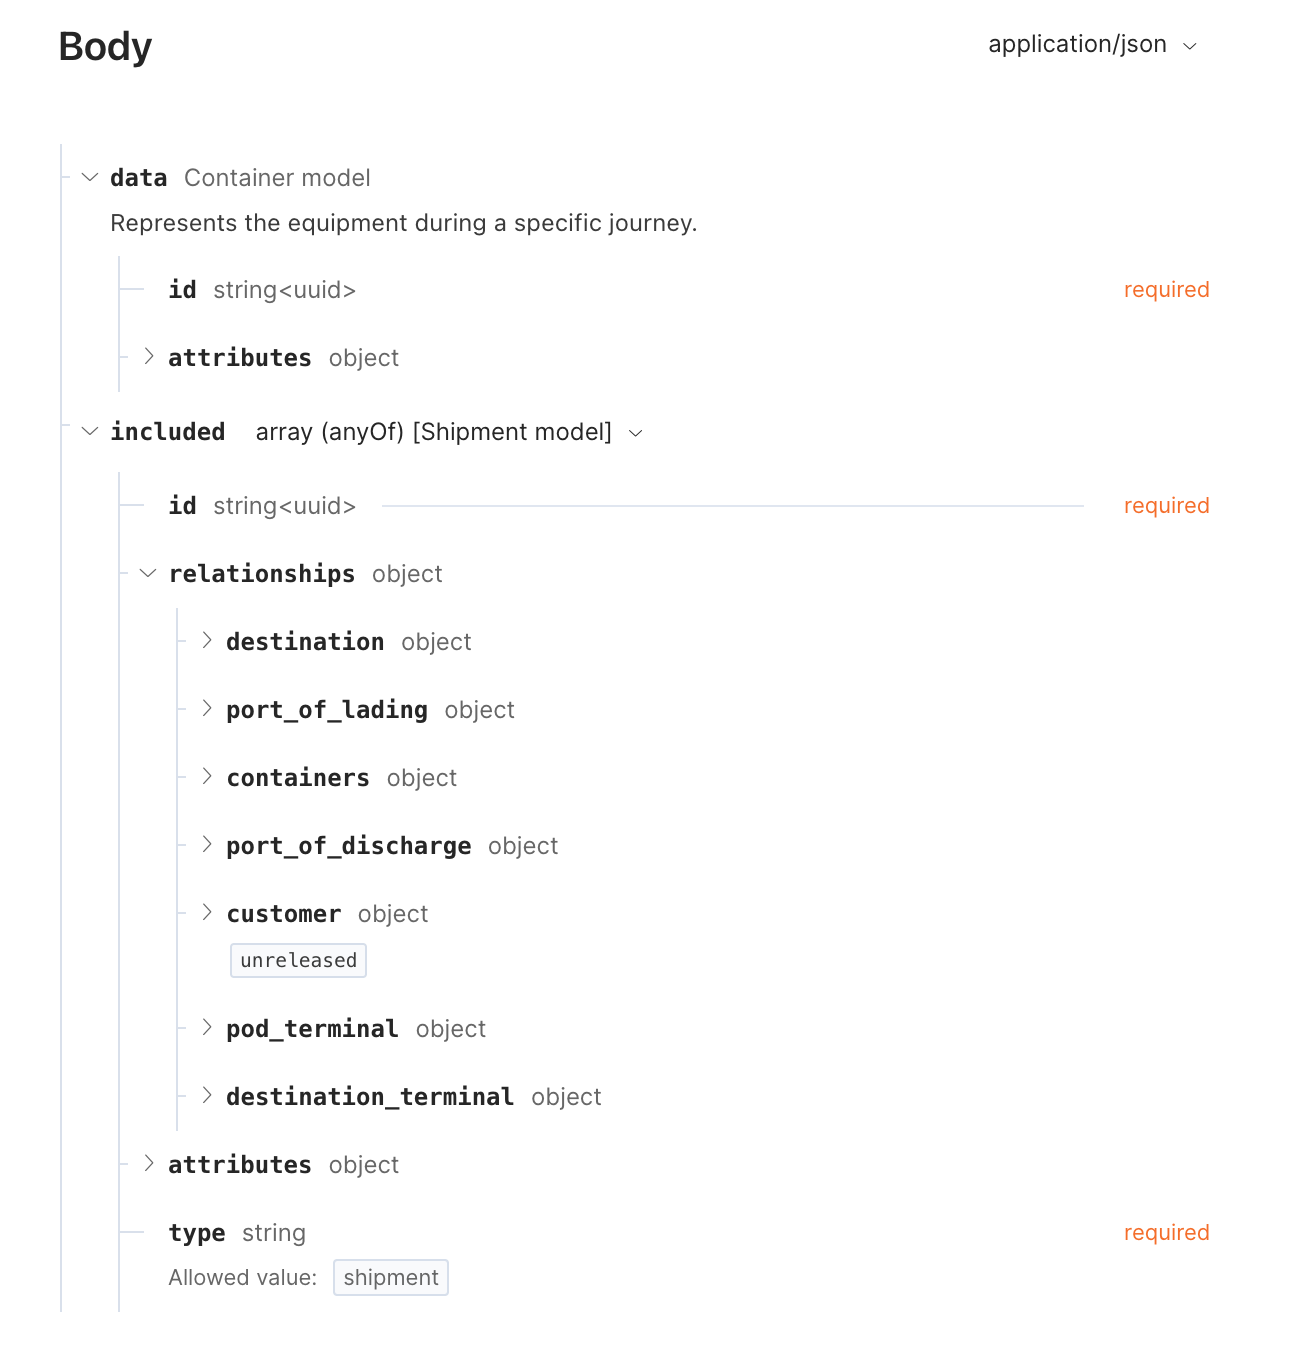 Body
application/json
data Container model
Represents the equipment during a specific journey.
id string<uuid> required
attributes object
included array (anyOf) [Shipment model]
id string<uuid> required
relationships object
destination object
port_of_lading object
containers object
port_of_discharge object
customer object
unreleased
pod_terminal object
destination_terminal object
attributes object
type string required
Allowed value: shipment